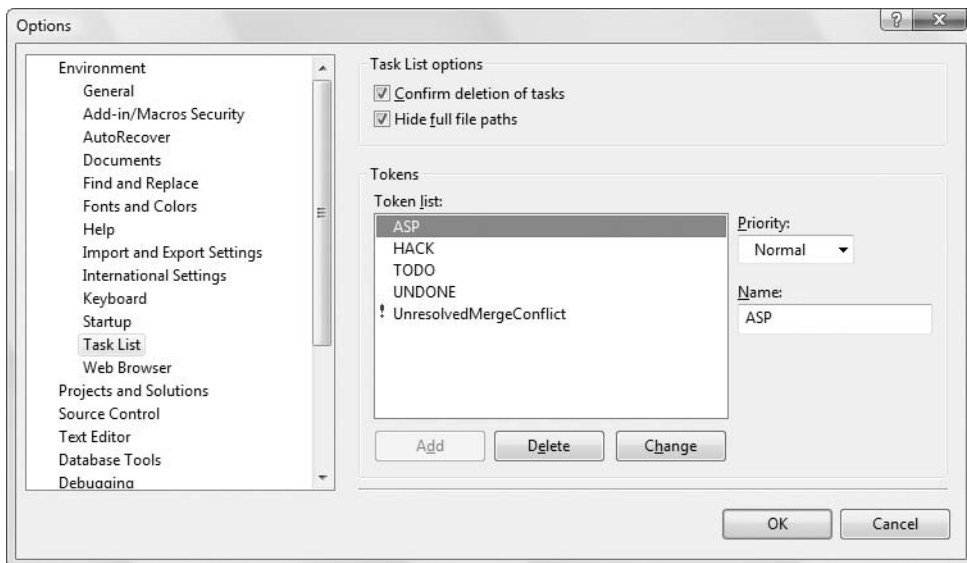 Options
Environment
General
Add-in/Macros Security
AutoRecover
Documents
Find and Replace
Fonts and Colors
Help
Import and Export Settings
International Settings
Keyboard
Startup
Task List
Web Browser
Projects and Solutions
Source Control
Text Editor
Database Tools
Debugging
Task List options
Confirm deletion of tasks
Hide full file paths
Tokens
Token list:
ASP
HACK
TODO
UNDONE
! UnresolvedMergeConflict
Priority:
Normal
Name:
ASP
Add
Delete
Change
OK
Cancel